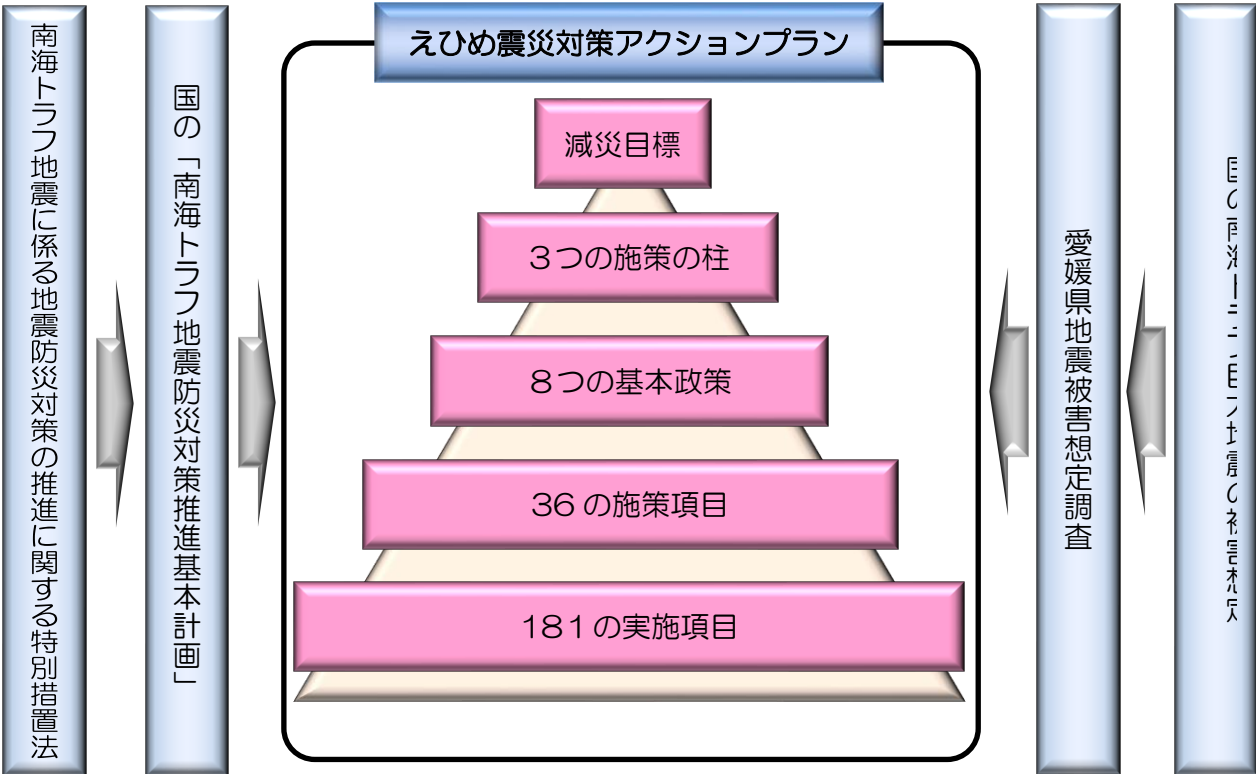 南海トラフ地震に係る地震防災対策の推進に関する特別措置法
国の「南海トラフ地震防災対策推進基本計画」
えひめ震災対策アクションプラン
減災目標
3つの施策の柱
8つの基本政策
36の施策項目
181の実施項目
愛媛県地震被害想定調査